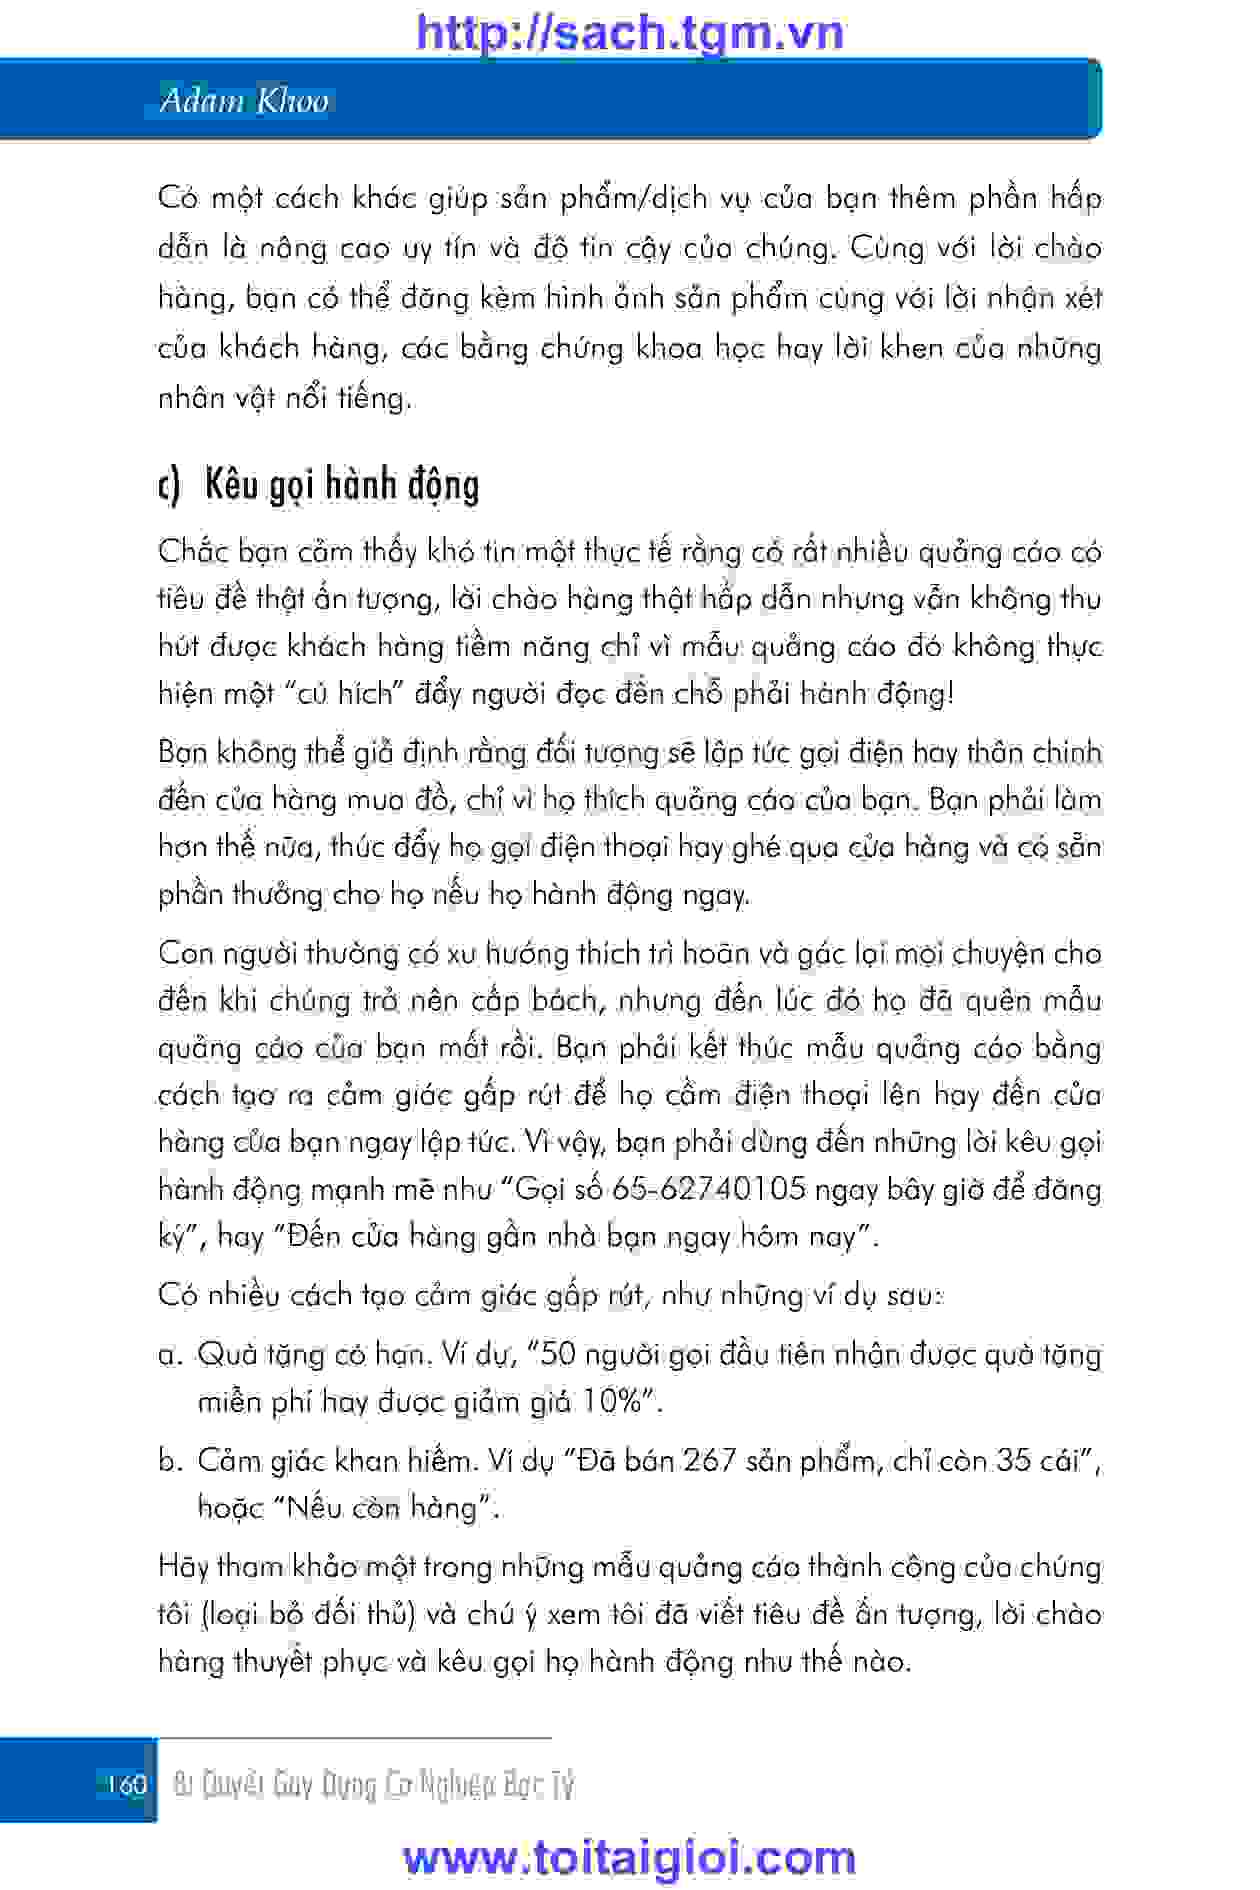 http://sach.tgm.vn
Adam Khoo
Có một cách khác giúp sản phẩm/dịch vụ của bạn thêm phần hấp
dẫn là nâng cao uy tín và độ tin cậy của chúng. Cùng với lời chào
hàng, bạn có thể đăng kèm hình ảnh sản phẩm cùng với lời nhận xét
của khách hàng, các bằng chứng khoa học hay lời khen của những
nhân vật nổi tiếng.
c) Kêu gọi hành động
Chắc bạn cảm thấy khó tin một thực tế rằng có rất nhiều quảng cáo có
tiêu đề thật ấn tượng, lời chào hàng thật hấp dẫn nhưng vẫn không thu
hút được khách hàng tiềm năng chỉ vì mẫu quảng cáo đó không thực
hiện một “cú hích” đẩy người đọc đến chỗ phải hành động!
Bạn không thể giả định rằng đối tượng sẽ lập tức gọi điện hay thân chinh
đến cửa hàng mua đồ, chỉ vì họ thích quảng cáo của bạn. Bạn phải làm
hơn thế nữa, thúc đẩy họ gọi điện thoại hay ghé qua cửa hàng và có sẵn
phần thưởng cho họ nếu họ hành động ngay.
Con người thường có xu hướng thích trì hoãn và gác lại mọi chuyện cho
đến khi chúng trở nên cấp bách, nhưng đến lúc đó họ đã quên mẫu
quảng cáo của bạn mất rồi. Bạn phải kết thúc mẫu quảng cáo bằng
cách tạo ra cảm giác gấp rút để họ cầm điện thoại lên hay đến cửa
hàng của bạn ngay lập tức. Vì vậy, bạn phải dùng đến những lời kêu gọi
hành động mạnh mẽ như “Gọi số 65-62740105 ngay bây giờ để đăng
ký”, hay “Đến cửa hàng gần nhà bạn ngay hôm nay”.
Có nhiều cách tạo cảm giác gấp rút, như những ví dụ sau:
a. Quà tặng có hạn. Ví dụ, “50 người gọi đầu tiên nhận được quà tặng
miễn phí hay được giảm giá 10%”.
b. Cảm giác khan hiếm. Ví dụ “Đã bán 267 sản phẩm, chỉ còn 35 cái”,
hoặc “Nếu còn hàng”.
Hãy tham khảo một trong những mẫu quảng cáo thành công của chúng
tôi (loại bỏ đối thủ) và chú ý xem tôi đã viết tiêu đề ấn tượng, lời chào
hàng thuyết phục và kêu gọi họ hành động như thế nào.
160 Bí Quyết Gây Dựng Cơ Nghiệp Bạc Tỷ
www.toitaigioi.com